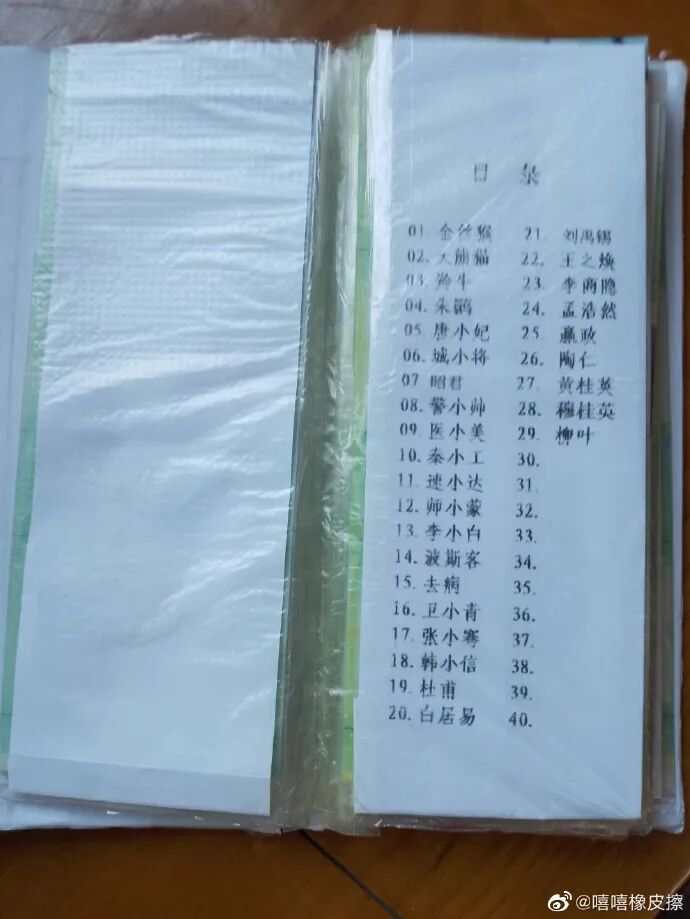 目 录
01. 金丝猴 21. 刘禹锡
02. 大熊猫 22. 王之焕
03 羚牛 23. 李商隐
04. 朱鹮 24. 孟浩然
05. 唐小妃 25. 嬴政
06. 城小将 26. 陶仁
07 昭君 27. 黄桂英
08. 警小帅 28. 穆桂英
09. 医小美 29. 柳叶
10. 秦小工 30.
11. 速小达 31.
12. 师小蒙 32.
13. 李小白 33.
14. 波斯客 34.
15. 去病 35.
16. 卫小青 36.
17. 张小骞 37.
18. 韩小信 38.
19. 杜甫 39.
20. 白居易 40.
@嘻嘻橡皮擦